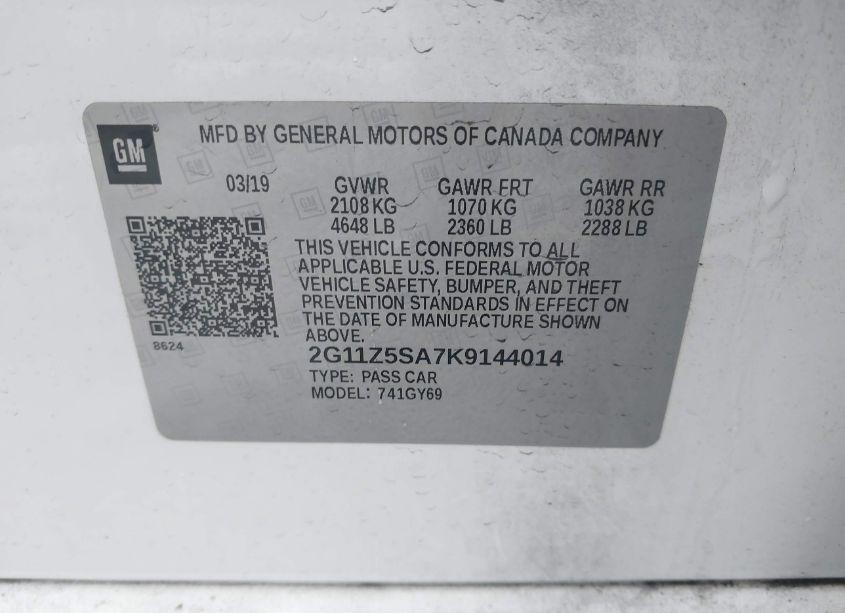 GM
MFD BY GENERAL MOTORS OF CANADA COMPANY
03/19 GVWR GAWR FRT GAWR RR
2108 KG 1070 KG 1038 KG
4648 LB 2360 LB 2288 LB
THIS VEHICLE CONFORMS TO ALL
APPLICABLE U.S. FEDERAL MOTOR
VEHICLE SAFETY, BUMPER, AND THEFT
PREVENTION STANDARDS IN EFFECT ON
THE DATE OF MANUFACTURE SHOWN
ABOVE.
8624
2G11Z5SA7K9144014
TYPE: PASS CAR
MODEL: 741GY69